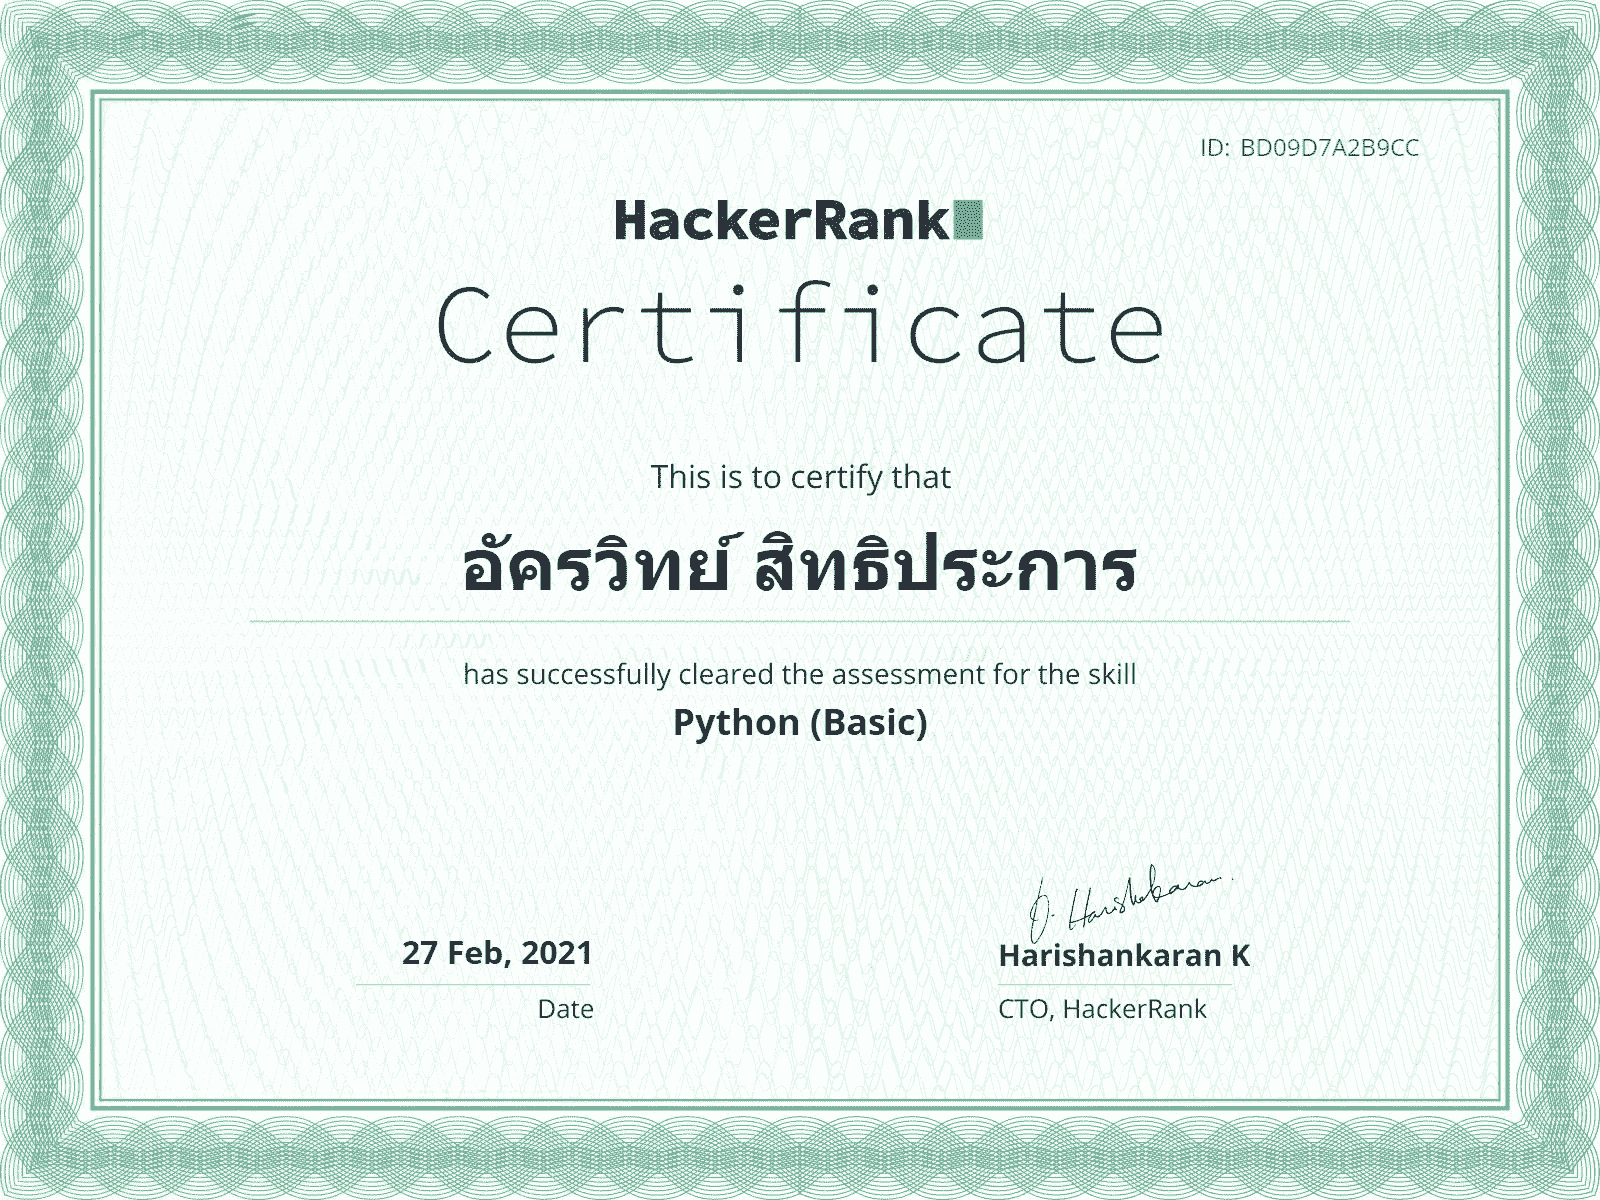 ID: BD09D7A2B9CC
HackerRank
Certificate
This is to certify that
อัครวิทย์ สิทธิประการ
has successfully cleared the assessment for the skill
Python (Basic)
27 Feb, 2021
Date
Harishankaran K
CTO, HackerRank